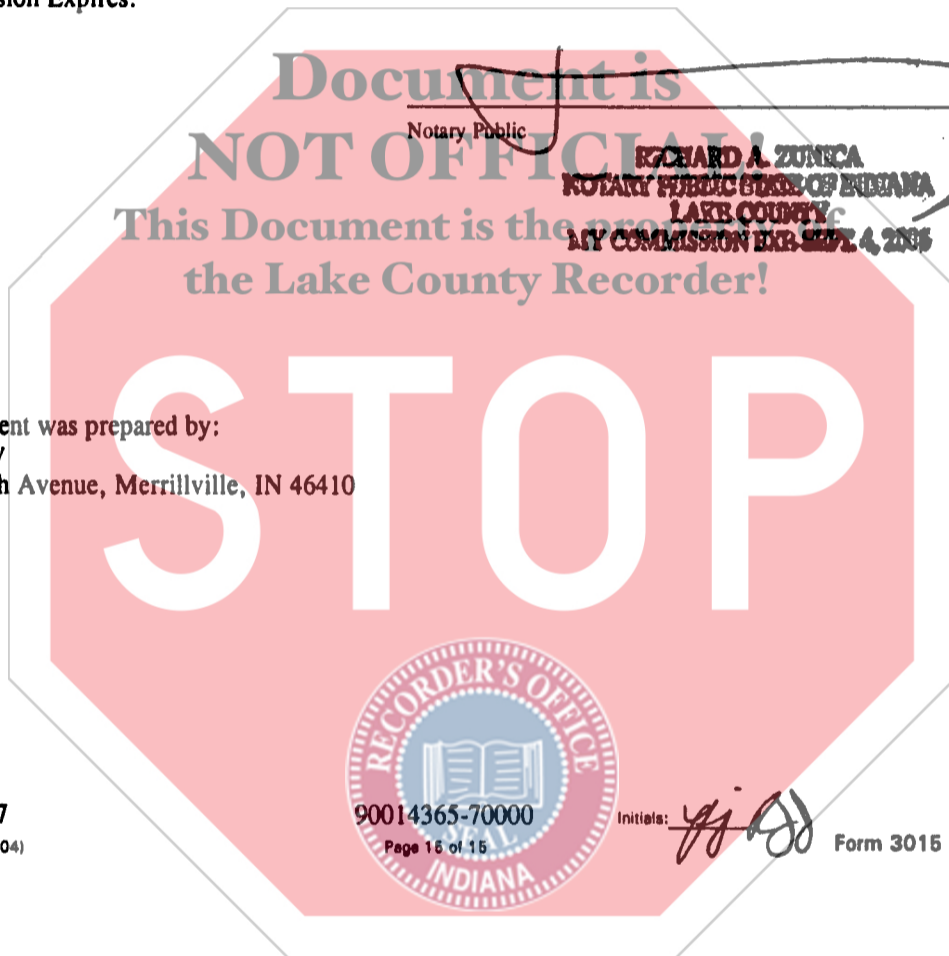 sion Expires:
Document is
NOT OFFICIAL!
This Document is the property of
the Lake County Recorder!
Notary Public
RICHARD A. ZUNICA
NOTARY PUBLIC STATE OF INDIANA
LAKE COUNTY
MY COMMISSION EXP. SEPT. 4, 2005
STOP
ent was prepared by:
h Avenue, Merrillville, IN 46410
RECORDER'S OFFICE
SEAL
INDIANA
7
04)
90014365-70000
Page 15 of 15
Initials:
Form 3015